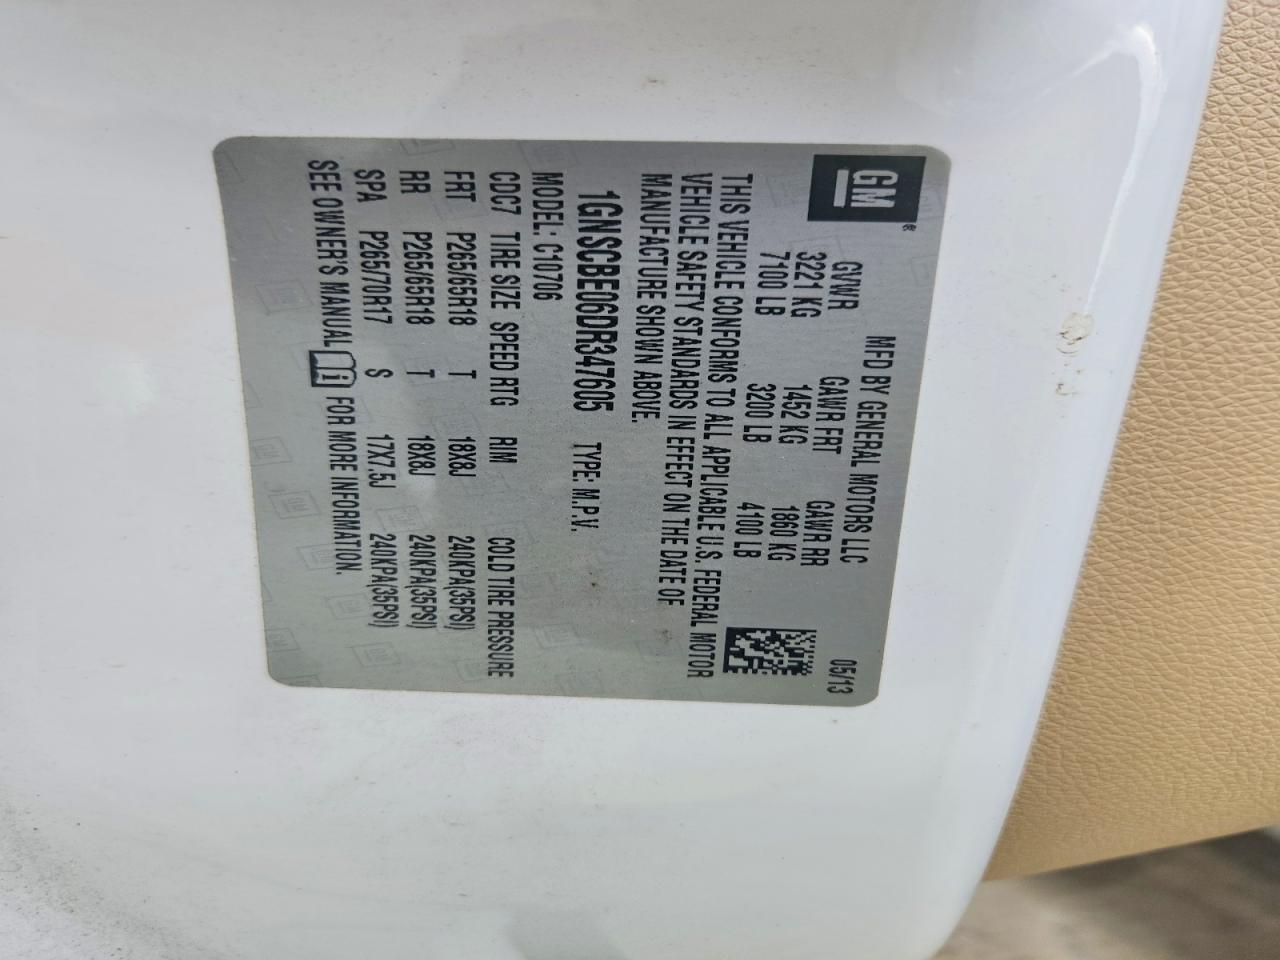 GM®
MFD BY GENERAL MOTORS LLC 05/13
GVWR GAWR FRT GAWR RR
3221 KG 1452 KG 1860 KG
7100 LB 3200 LB 4100 LB
THIS VEHICLE CONFORMS TO ALL APPLICABLE U.S. FEDERAL MOTOR
VEHICLE SAFETY STANDARDS IN EFFECT ON THE DATE OF
MANUFACTURE SHOWN ABOVE.
1GNSCBE06DR347605 TYPE: M.P.V.
MODEL: C10706
CDC7 TIRE SIZE SPEED RTG RIM COLD TIRE PRESSURE
FRT P265/65R18 T 18X8J 240KPA(35PSI)
RR P265/65R18 T 18X8J 240KPA(35PSI)
SPA P265/70R17 S 17X7.5J 240KPA(35PSI)
SEE OWNER'S MANUAL FOR MORE INFORMATION.